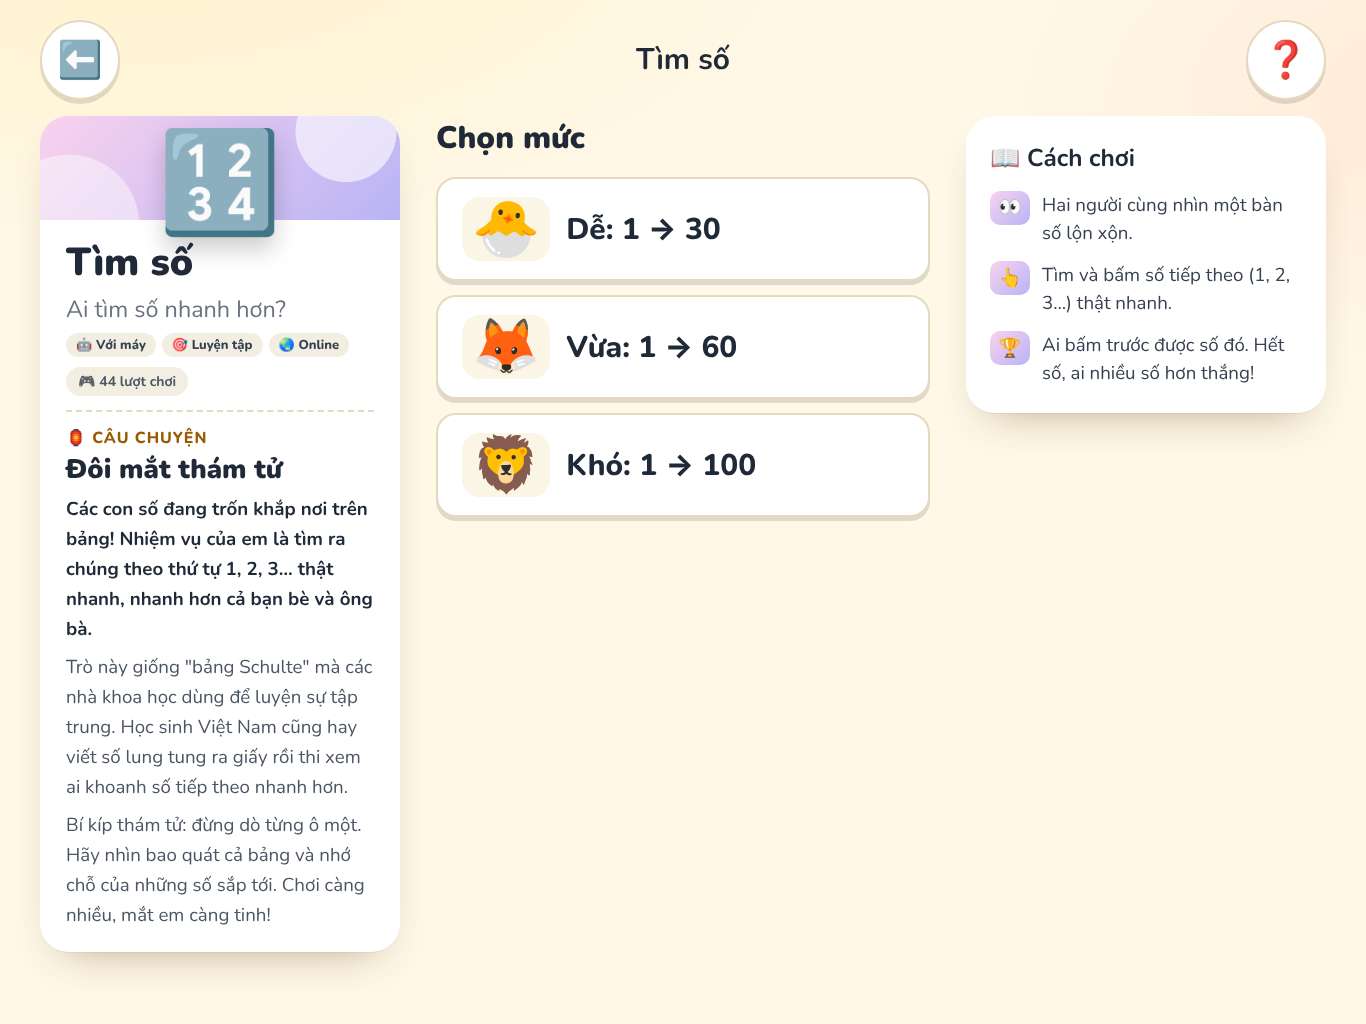 Tìm số
1 2
3 4
Tìm số
Ai tìm số nhanh hơn?
Với máy
Luyện tập
Online
44 lượt chơi
CÂU CHUYỆN
Đôi mắt thám tử
Các con số đang trốn khắp nơi trên
bảng! Nhiệm vụ của em là tìm ra
chúng theo thứ tự 1, 2, 3... thật
nhanh, nhanh hơn cả bạn bè và ông
bà.
Trò này giống "bảng Schulte" mà các
nhà khoa học dùng để luyện sự tập
trung. Học sinh Việt Nam cũng hay
viết số lung tung ra giấy rồi thi xem
ai khoanh số tiếp theo nhanh hơn.
Bí kíp thám tử: đừng dò từng ô một.
Hãy nhìn bao quát cả bảng và nhớ
chỗ của những số sắp tới. Chơi càng
nhiều, mắt em càng tinh!
Chọn mức
Dễ: 1 → 30
Vừa: 1 → 60
Khó: 1 → 100
Cách chơi
Hai người cùng nhìn một bàn
số lộn xộn.
Tìm và bấm số tiếp theo (1, 2,
3...) thật nhanh.
Ai bấm trước được số đó. Hết
số, ai nhiều số hơn thắng!